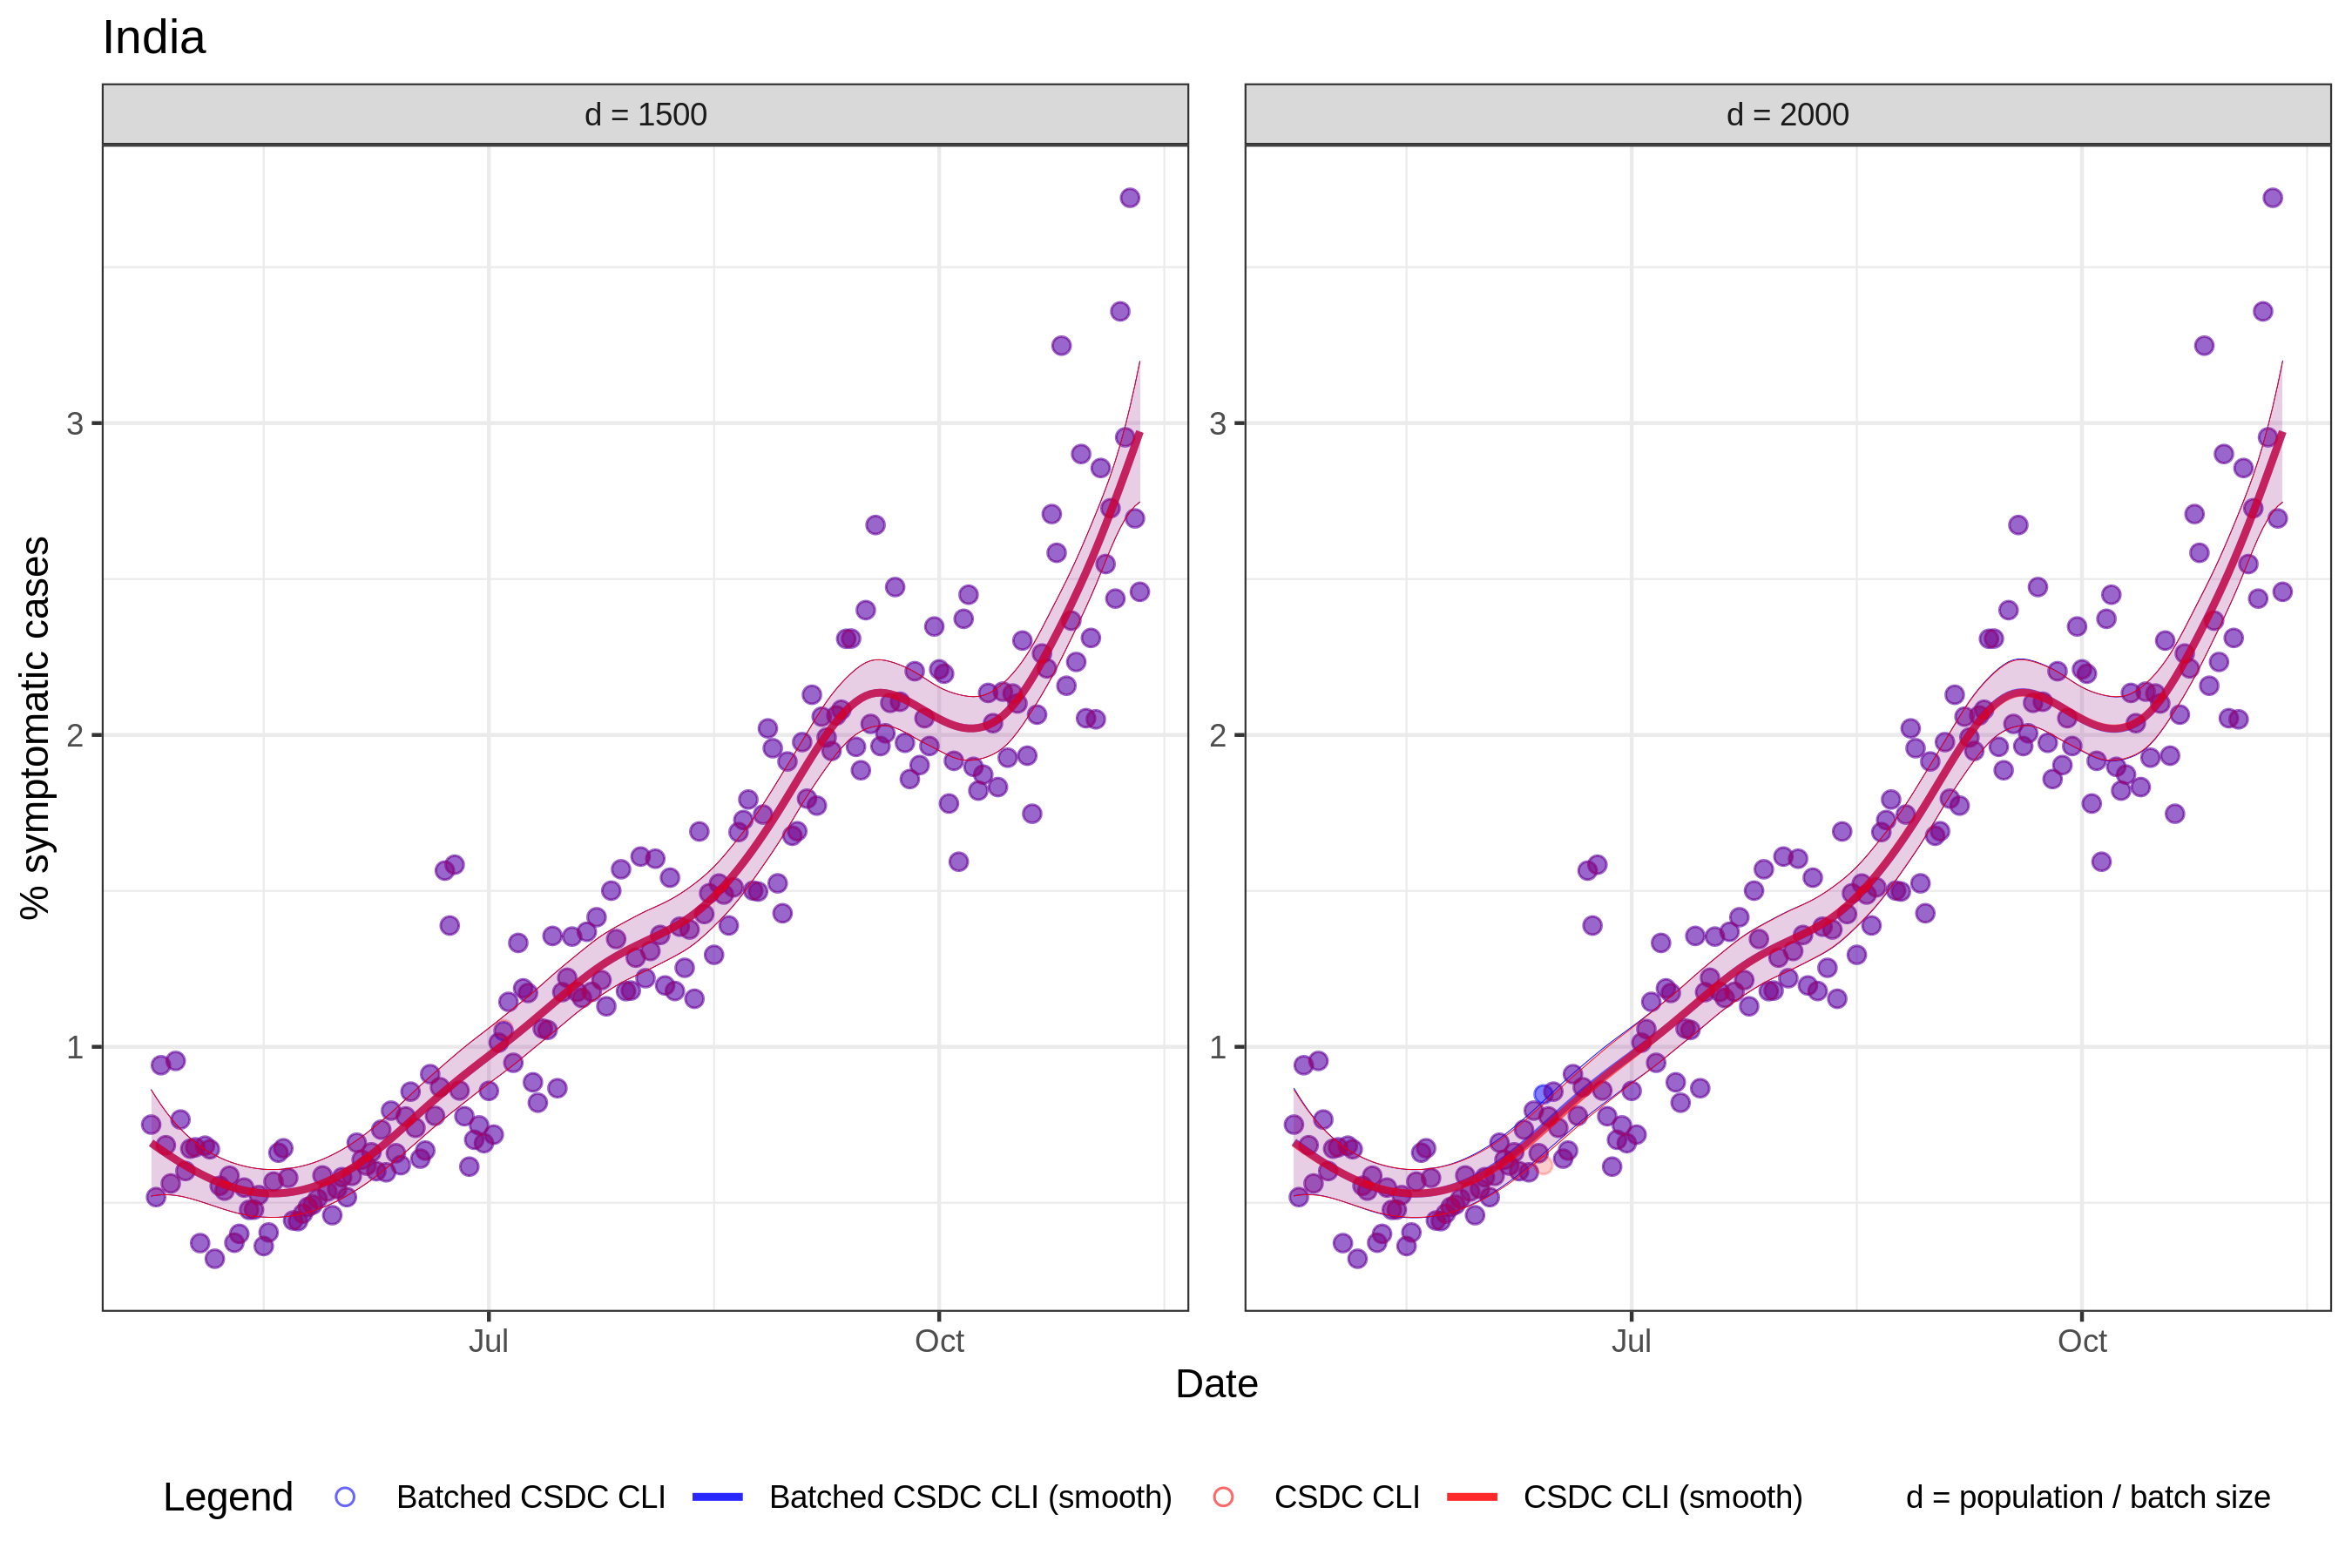 India
d = 1500
d = 2000
% symptomatic cases
3
2
1
3
2
1
Jul
Oct
Jul
Oct
Date
Legend
Batched CSDC CLI
Batched CSDC CLI (smooth)
CSDC CLI
CSDC CLI (smooth)
d = population / batch size